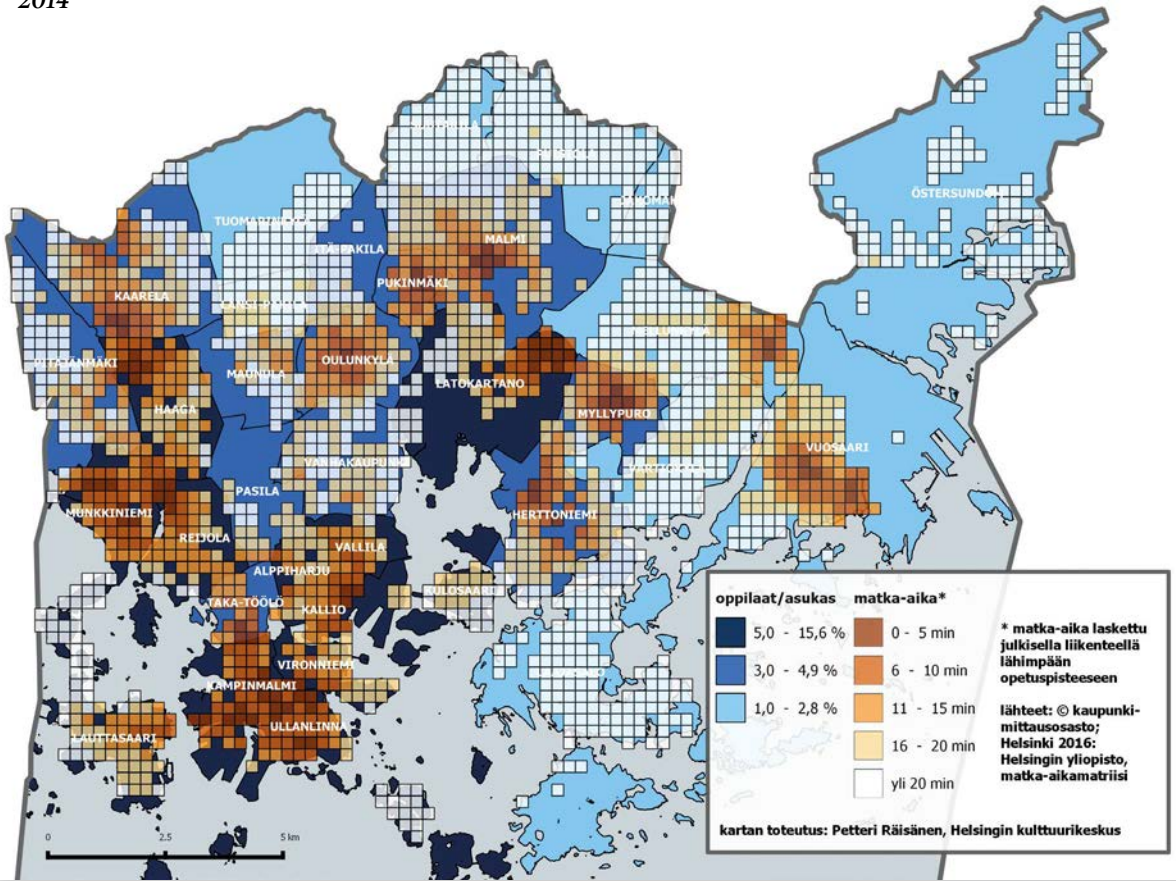 2014
ÖSTERSUNDOM
TUOMARINKYLÄ
MALMI
PUKINMÄKI
KAARELA
PITÄJÄNMÄKI
OULUNKYLÄ
MAUNULA
LATOKARTANO
HAAGA
MYLLYPURO
VUOSAARI
VARTIOKYLÄ
VANHAKAUPUNKI
PASILA
HERTTONIEMI
MUNKKINIEMI
REIJOLA
VALLILA
ALPPIHARJU
KULOSAARI
TAKA-TÖÖLÖ
KALLIO
VIRONNIEMI
KAMPINMALMI
ULLANLINNA
LAUTTASAARI
0 2.5 5 km
oppilaat/asukas
5,0 - 15,6 %
3,0 - 4,9 %
1,0 - 2,8 %
matka-aika*
0 - 5 min
6 - 10 min
11 - 15 min
16 - 20 min
yli 20 min
* matka-aika laskettu
julkisella liikenteellä
lähimpään
opetuspisteeseen
lähteet: © kaupunki-
mittausosasto;
Helsinki 2016:
Helsingin yliopisto,
matka-aikamatriisi
kartan toteutus: Petteri Räisänen, Helsingin kulttuurikeskus